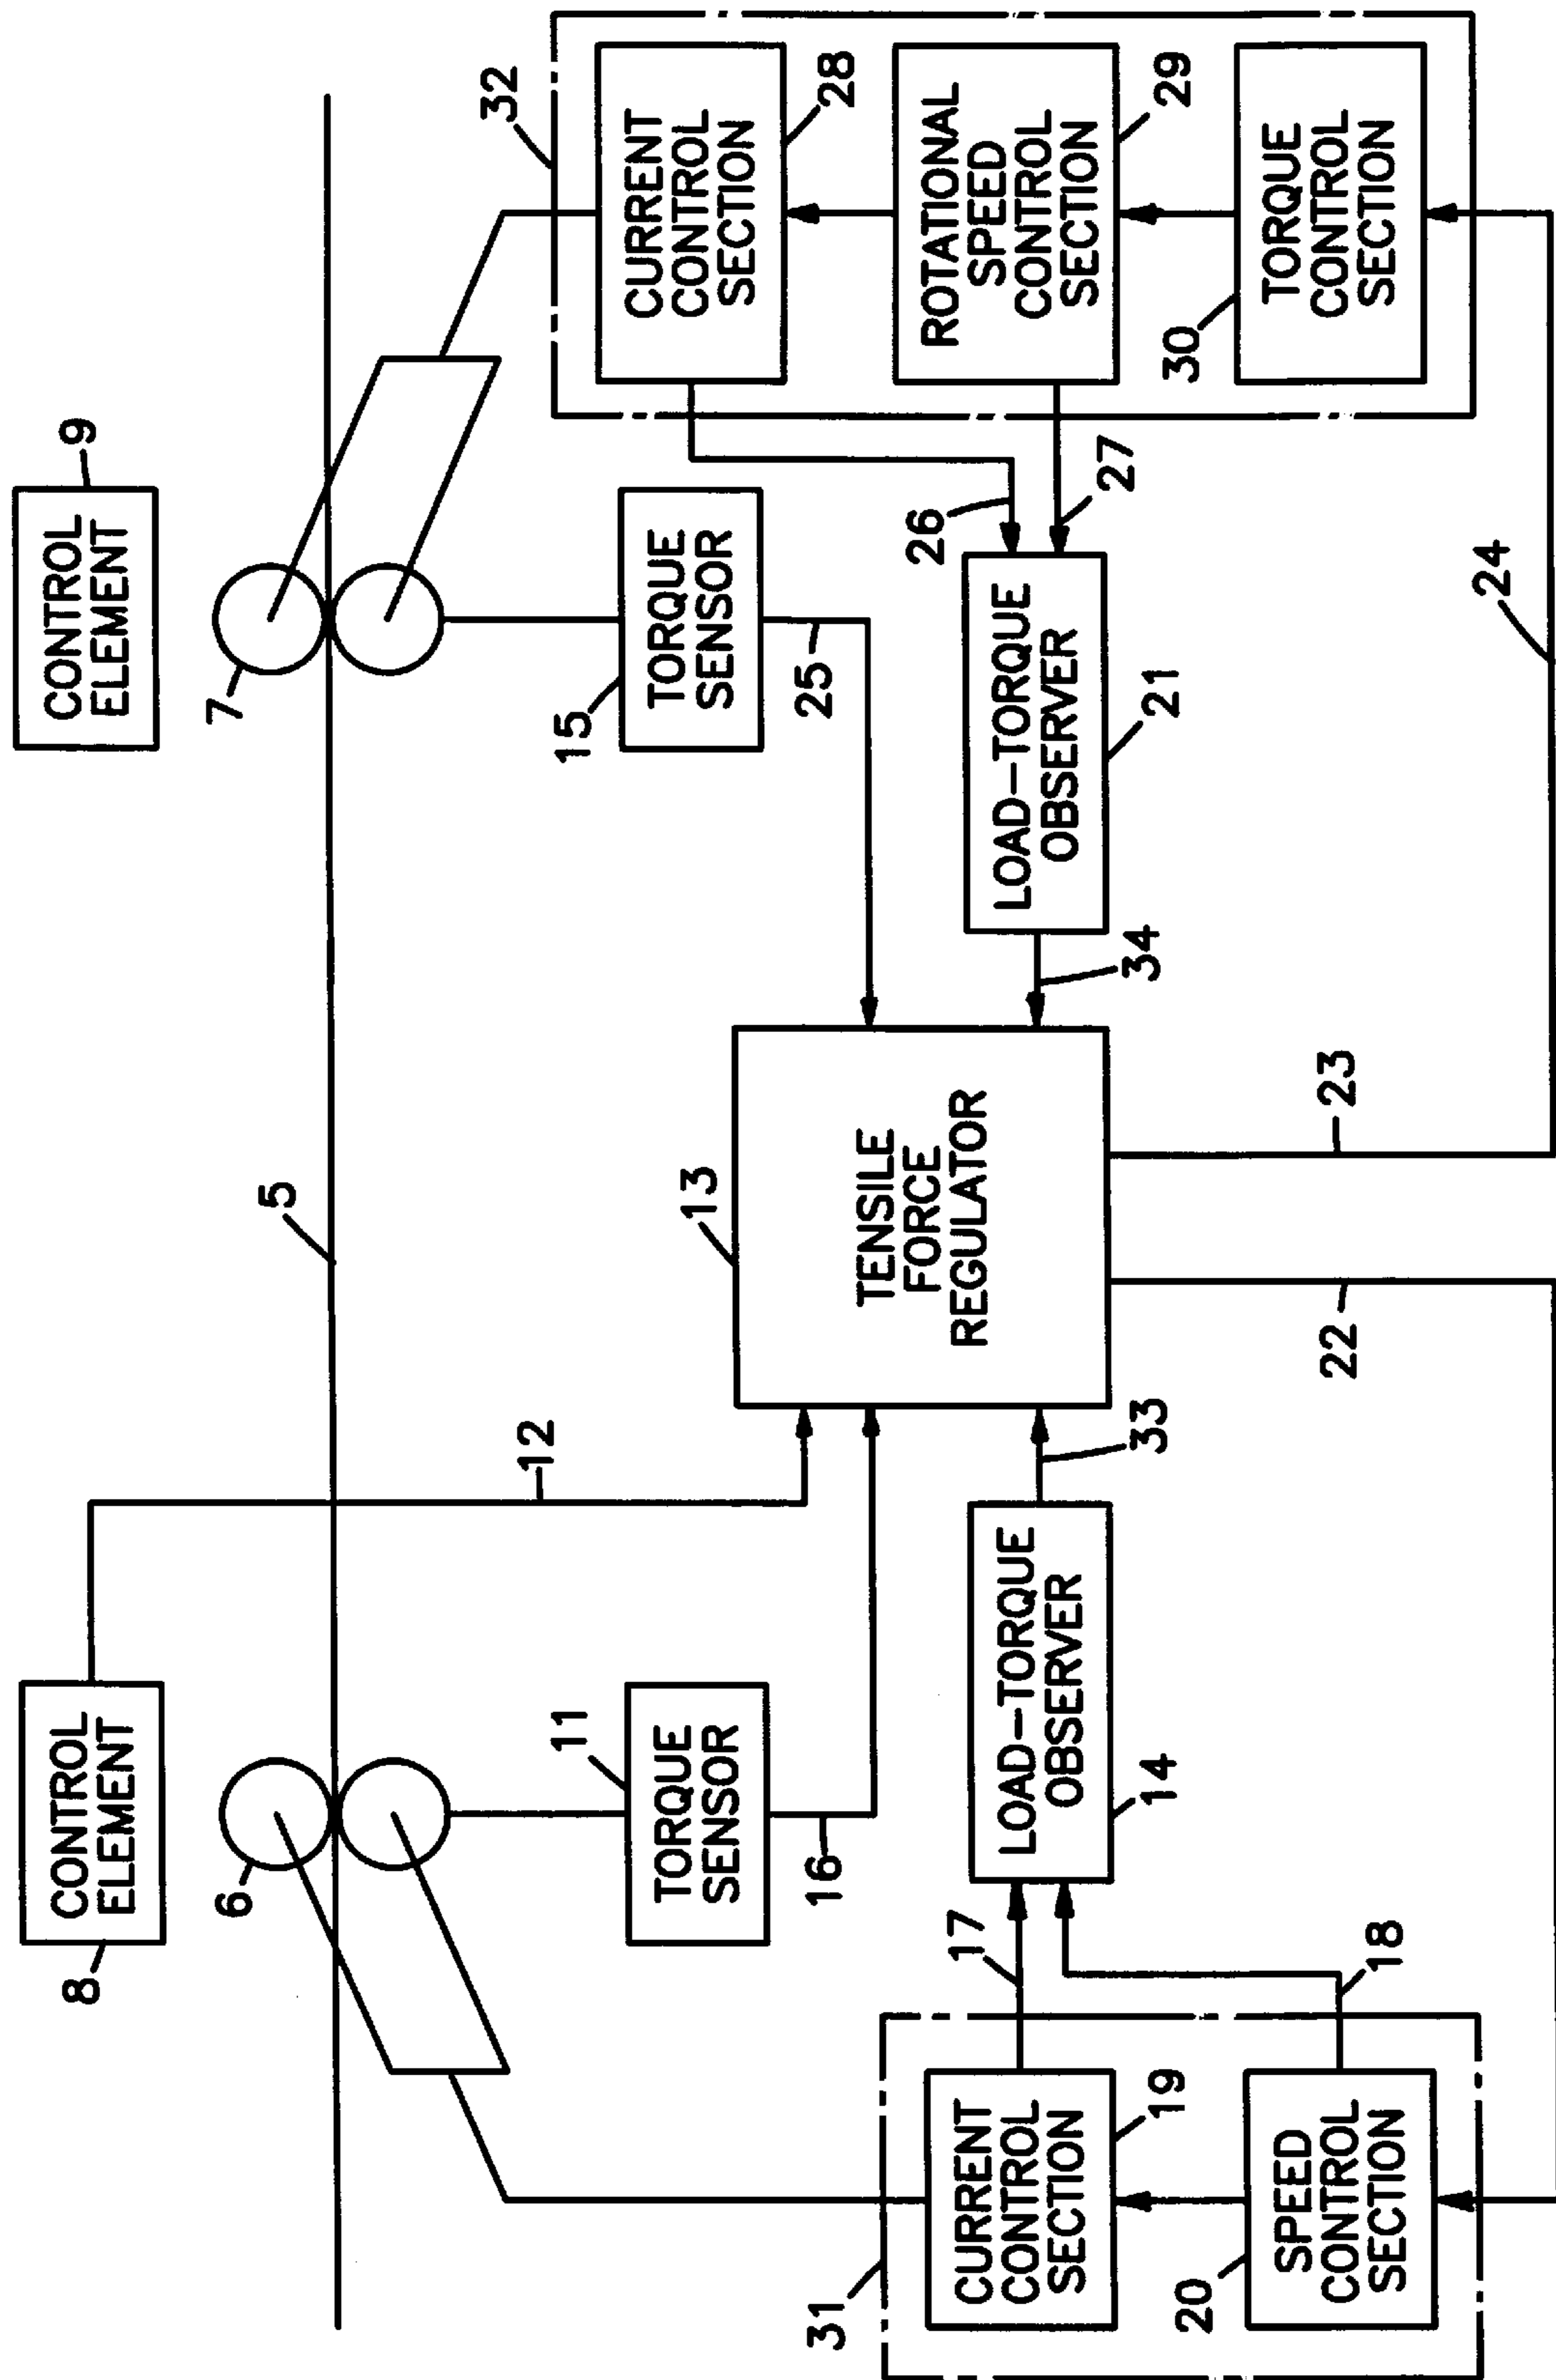 8
CONTROL
ELEMENT
CONTROL
ELEMENT
9
6
7
5
12
32
11
TORQUE
SENSOR
16
15
TORQUE
SENSOR
25
CURRENT
CONTROL
SECTION
28
13
TENSILE
FORCE
REGULATOR
31
CURRENT
CONTROL
SECTION
19
17
LOAD-TORQUE
OBSERVER
14
33
34
LOAD-TORQUE
OBSERVER
21
26
27
ROTATIONAL
SPEED
CONTROL
SECTION
29
20
SPEED
CONTROL
SECTION
18
22
23
24
30
TORQUE
CONTROL
SECTION